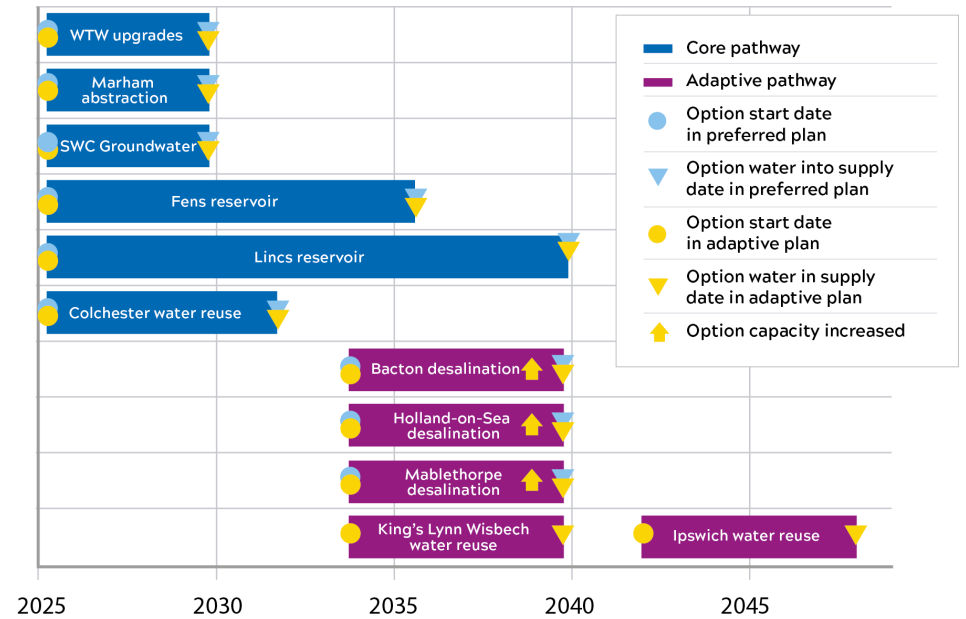 WTW upgrades
Marham
abstraction
SWC Groundwater
Fens reservoir
Lincs reservoir
Colchester water reuse
Bacton desalination
Holland-on-Sea
desalination
Mablethorpe
desalination
King's Lynn Wisbech
water reuse
Ipswich water reuse
Core pathway
Adaptive pathway
Option start date
in preferred plan
Option water into supply
date in preferred plan
Option start date
in adaptive plan
Option water in supply
date in adaptive plan
Option capacity increased
2025
2030
2035
2040
2045